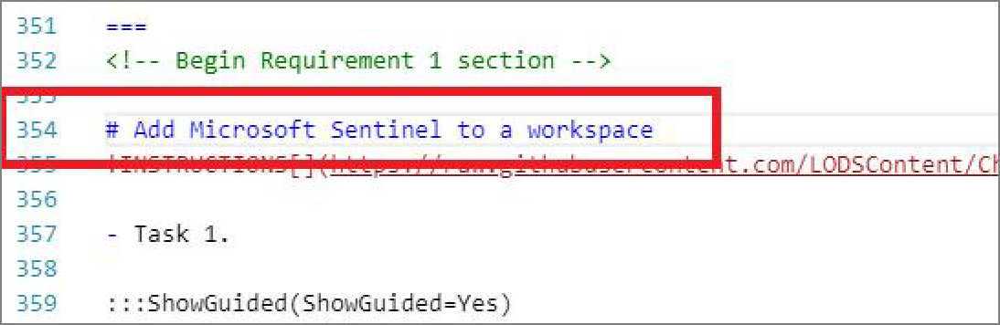 351 ===
352 <!-- Begin Requirement 1 section -->
353
354 # Add Microsoft Sentinel to a workspace
355 !INSTRUCTIONS[](https://raw.githubusercontent.com/LODSContent/Ch
356
357 - Task 1.
358
359 :::ShowGuided(ShowGuided=Yes)